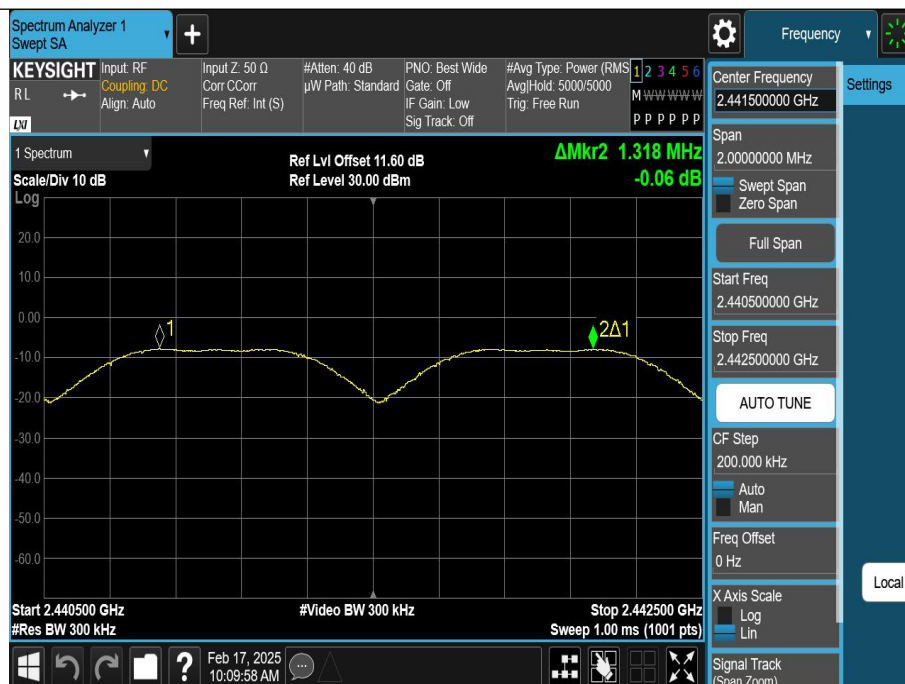 Spectrum Analyzer 1
Swept SA
+
Frequency
KEYSIGHT
RL
LXI
Input: RF
Coupling: DC
Align: Auto
Input Z: 50 Ω
Corr CCorr
Freq Ref: Int (S)
#Atten: 40 dB
µW Path: Standard
PNO: Best Wide
Gate: Off
IF Gain: Low
Sig Track: Off
#Avg Type: Power (RMS
Avg|Hold: 5000/5000
Trig: Free Run
1 2 3 4 5 6
M W W W W W
P P P P P P
1 Spectrum
Scale/Div 10 dB
Log
Ref Lvl Offset 11.60 dB
Ref Level 30.00 dBm
ΔMkr2 1.318 MHz
-0.06 dB
20.0
10.0
0.00
-10.0
-20.0
-30.0
-40.0
-50.0
-60.0
1
2Δ1
Start 2.440500 GHz
#Res BW 300 kHz
#Video BW 300 kHz
Stop 2.442500 GHz
Sweep 1.00 ms (1001 pts)
Feb 17, 2025
10:09:58 AM
?
Center Frequency
2.441500000 GHz
Span
2.00000000 MHz
Swept Span
Zero Span
Full Span
Start Freq
2.440500000 GHz
Stop Freq
2.442500000 GHz
AUTO TUNE
CF Step
200.000 kHz
Auto
Man
Freq Offset
0 Hz
X Axis Scale
Log
Lin
Signal Track
(Span Zoom)
Settings
Local